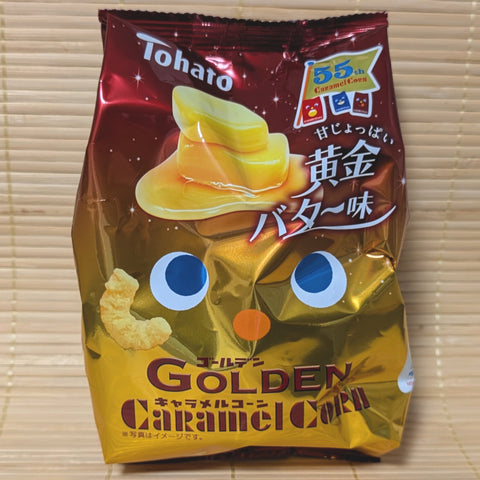 Tohato
55th
Caramel Corn
甘じょっぱい
黄金
バター味
ゴールデン
GOLDEN
キャラメルコーン
Caramel Corn
※写真はイメージです。